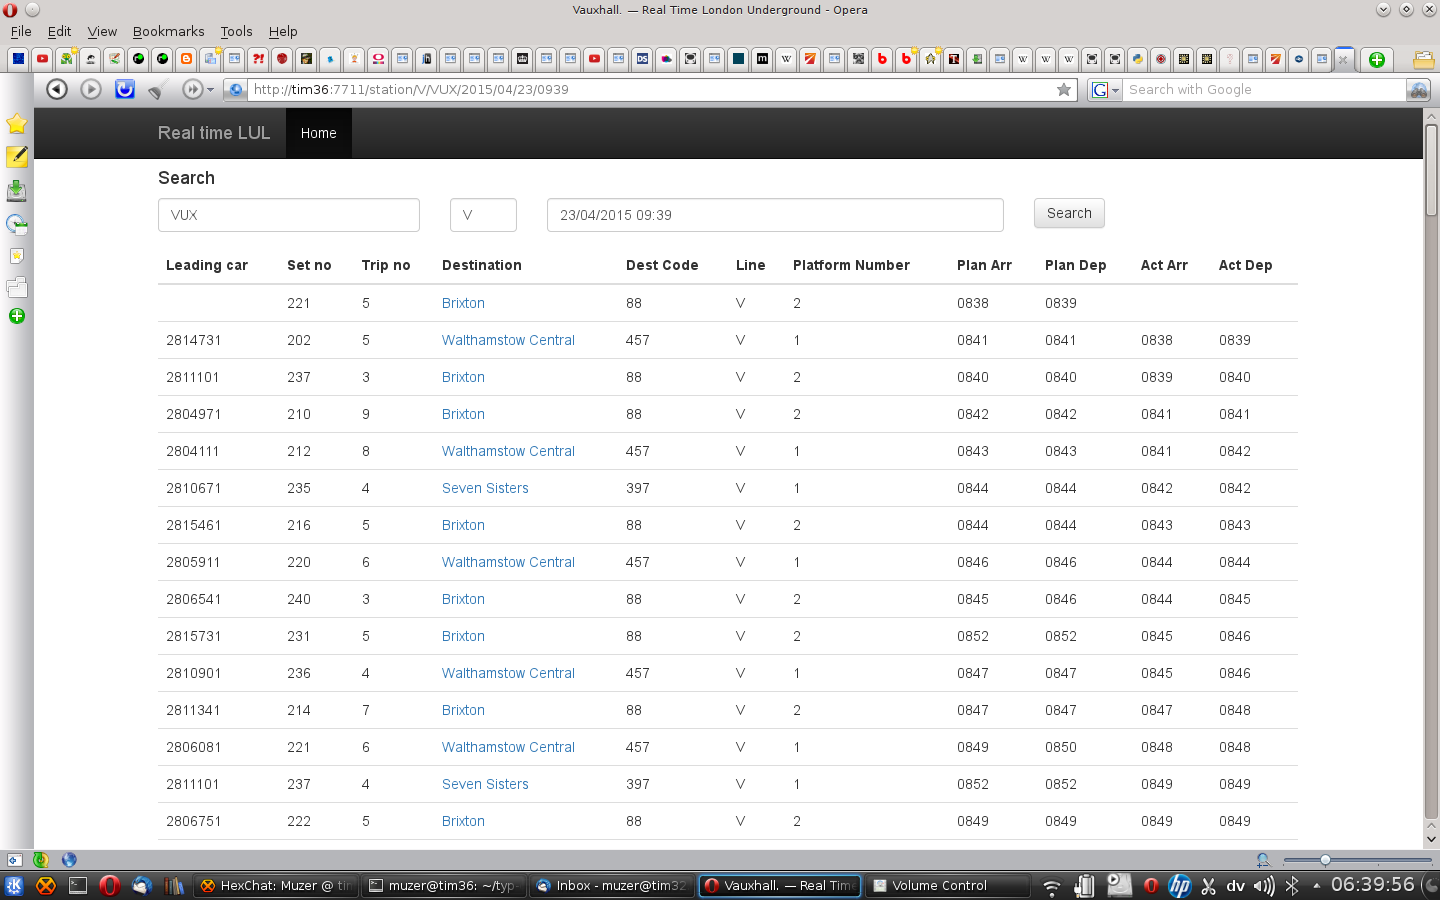 Vauxhall. — Real Time London Underground - Opera
File Edit View Bookmarks Tools Help
http://tim36:7711/station/V/VUX/2015/04/23/0939 Search with Google
Real time LUL Home
Search
VUX V 23/04/2015 09:39 Search
Leading car Set no Trip no Destination Dest Code Line Platform Number Plan Arr Plan Dep Act Arr Act Dep
221 5 Brixton 88 V 2 0838 0839
2814731 202 5 Walthamstow Central 457 V 1 0841 0841 0838 0839
2811101 237 3 Brixton 88 V 2 0840 0840 0839 0840
2804971 210 9 Brixton 88 V 2 0842 0842 0841 0841
2804111 212 8 Walthamstow Central 457 V 1 0843 0843 0841 0842
2810671 235 4 Seven Sisters 397 V 1 0844 0844 0842 0842
2815461 216 5 Brixton 88 V 2 0844 0844 0843 0843
2805911 220 6 Walthamstow Central 457 V 1 0846 0846 0844 0844
2806541 240 3 Brixton 88 V 2 0845 0846 0844 0845
2815731 231 5 Brixton 88 V 2 0852 0852 0845 0846
2810901 236 4 Walthamstow Central 457 V 1 0847 0847 0845 0846
2811341 214 7 Brixton 88 V 2 0847 0847 0847 0848
2806081 221 6 Walthamstow Central 457 V 1 0849 0850 0848 0848
2811101 237 4 Seven Sisters 397 V 1 0852 0852 0849 0849
2806751 222 5 Brixton 88 V 2 0849 0849 0849 0849
HexChat: Muzer @ tim muzer@tim36: ~/typ Inbox - muzer@tim32 Vauxhall. — Real Time Volume Control hp dv 06:39:56